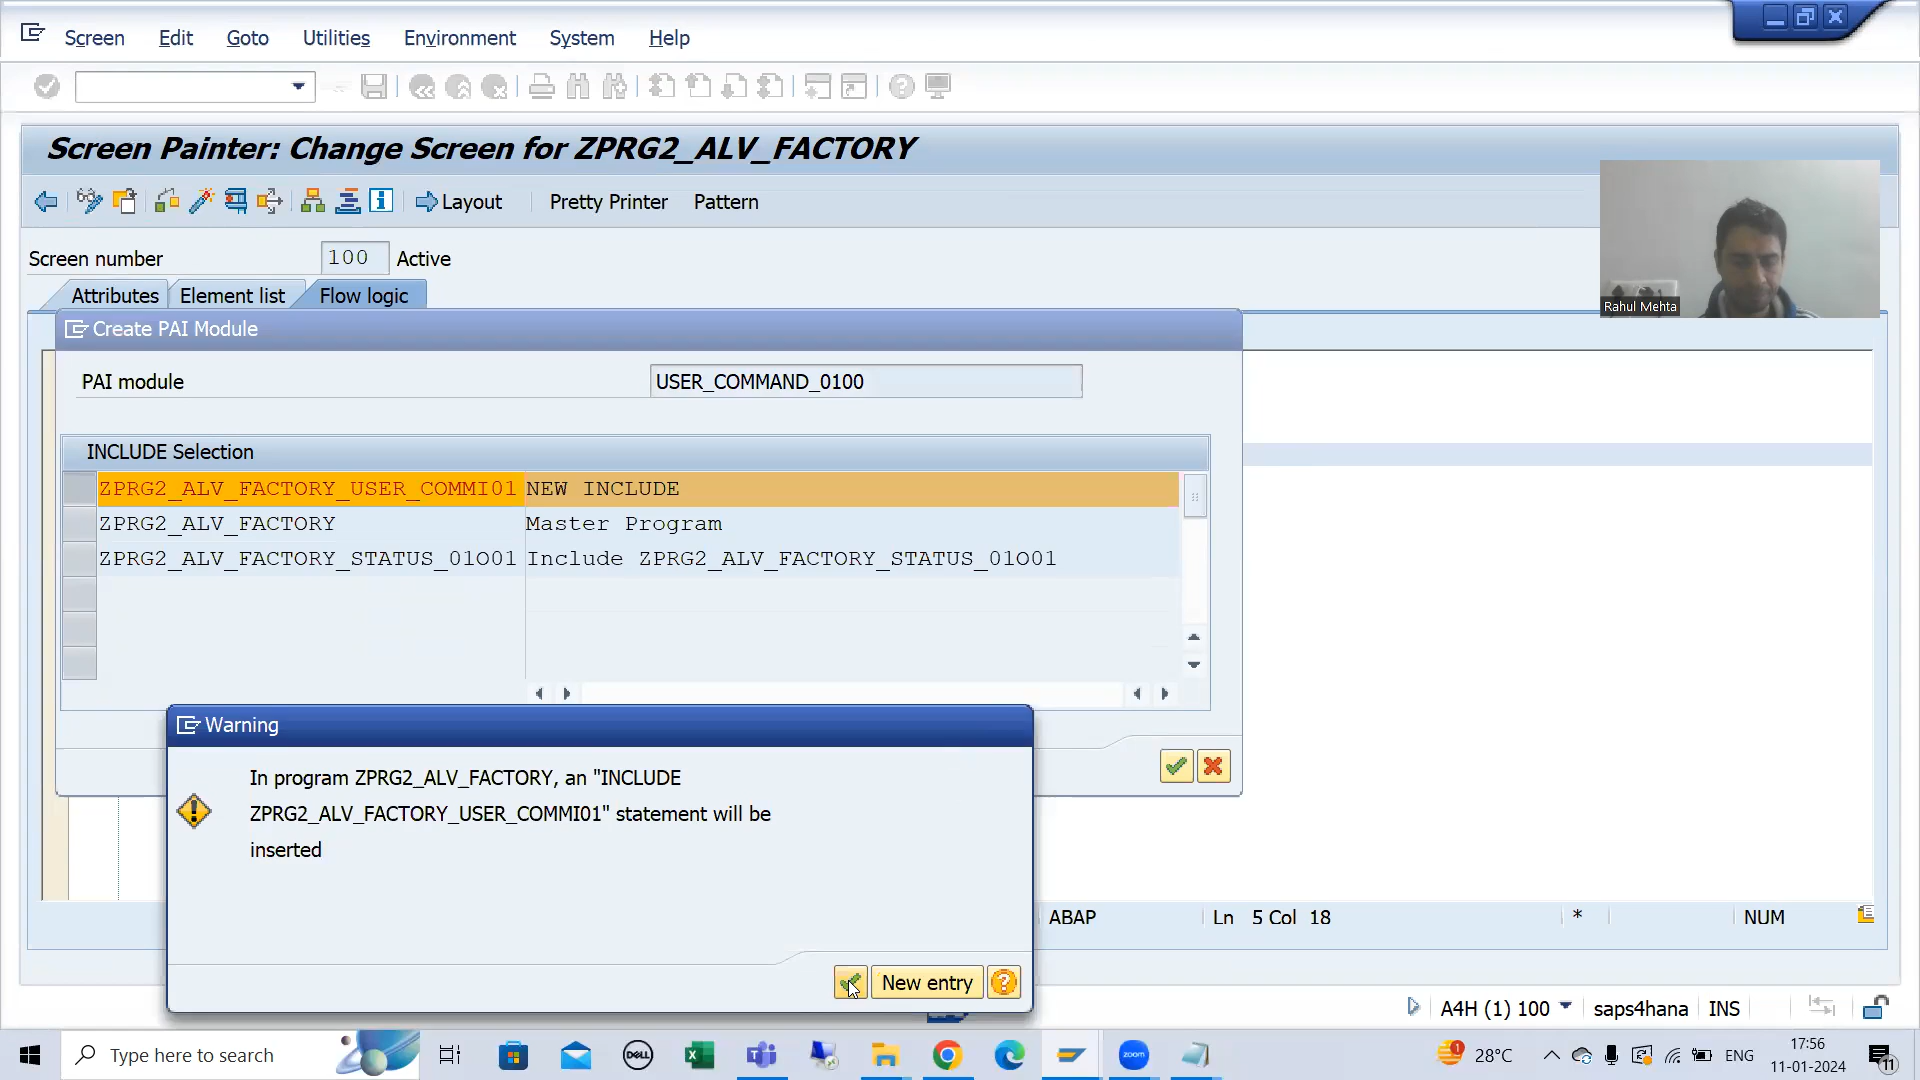 Screen Edit Goto Utilities Environment System Help
Screen Painter: Change Screen for ZPRG2_ALV_FACTORY
Layout Pretty Printer Pattern
Screen number 100 Active
Attributes Element list Flow logic
Rahul Mehta
Create PAI Module
PAI module USER_COMMAND_0100
INCLUDE Selection
ZPRG2_ALV_FACTORY_USER_COMMI01 NEW INCLUDE
ZPRG2_ALV_FACTORY Master Program
ZPRG2_ALV_FACTORY_STATUS_01O01 Include ZPRG2_ALV_FACTORY_STATUS_01O01
Warning
In program ZPRG2_ALV_FACTORY, an "INCLUDE
ZPRG2_ALV_FACTORY_USER_COMMI01" statement will be
inserted
New entry
ABAP Ln 5 Col 18 * NUM
A4H (1) 100 saps4hana INS
Type here to search
DELL
zoom
1
28°C
ENG
17:56
11-01-2024
11